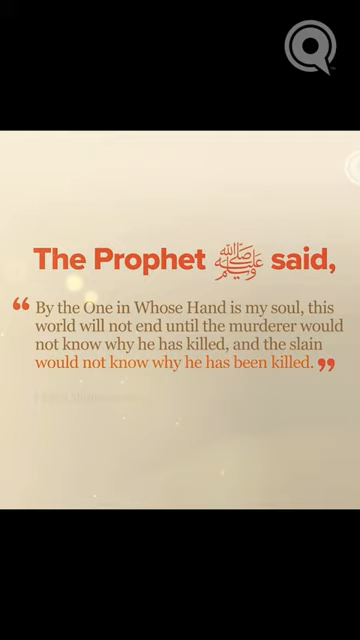 The Prophet ﷺ said,
“ By the One in Whose Hand is my soul, this
world will not end until the murderer would
not know why he has killed, and the slain
would not know why he has been killed. ”